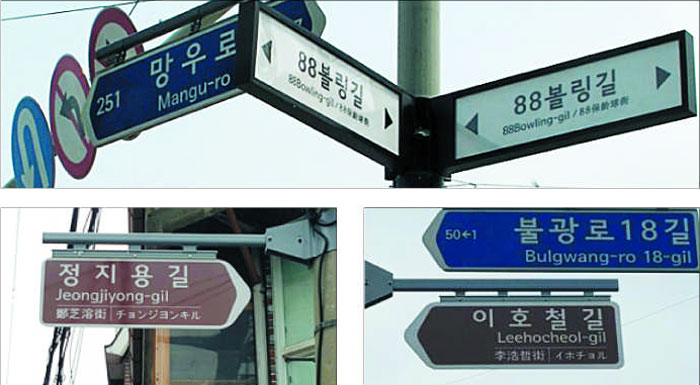 망우로
251 Mangu-ro
88볼링길
88Bowling-gil / 88保齡球街
88볼링길
88Bowling-gil / 88保齡球街
정지용길
Jeongjiyong-gil
鄭芝溶街 | チョンジヨンキル
불광로18길
50←1 Bulgwang-ro 18-gil
이호철길
Leehocheol-gil
李浩哲街 | イホチョル